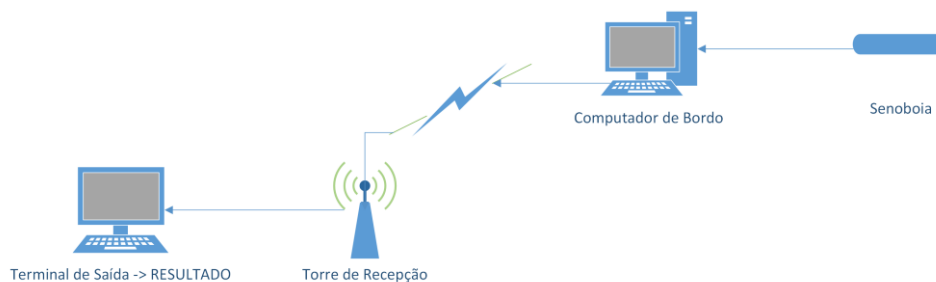 Computador de Bordo
Senoboia
Terminal de Saída -> RESULTADO
Torre de Recepção